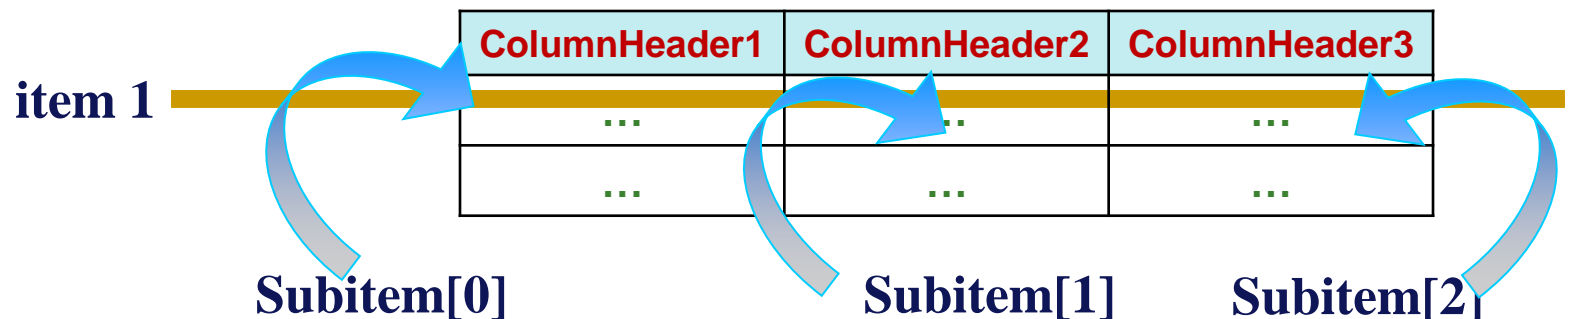 ColumnHeader1 ColumnHeader2 ColumnHeader3
item 1
... ... ...
... ... ...
Subitem[0] Subitem[1] Subitem[2]